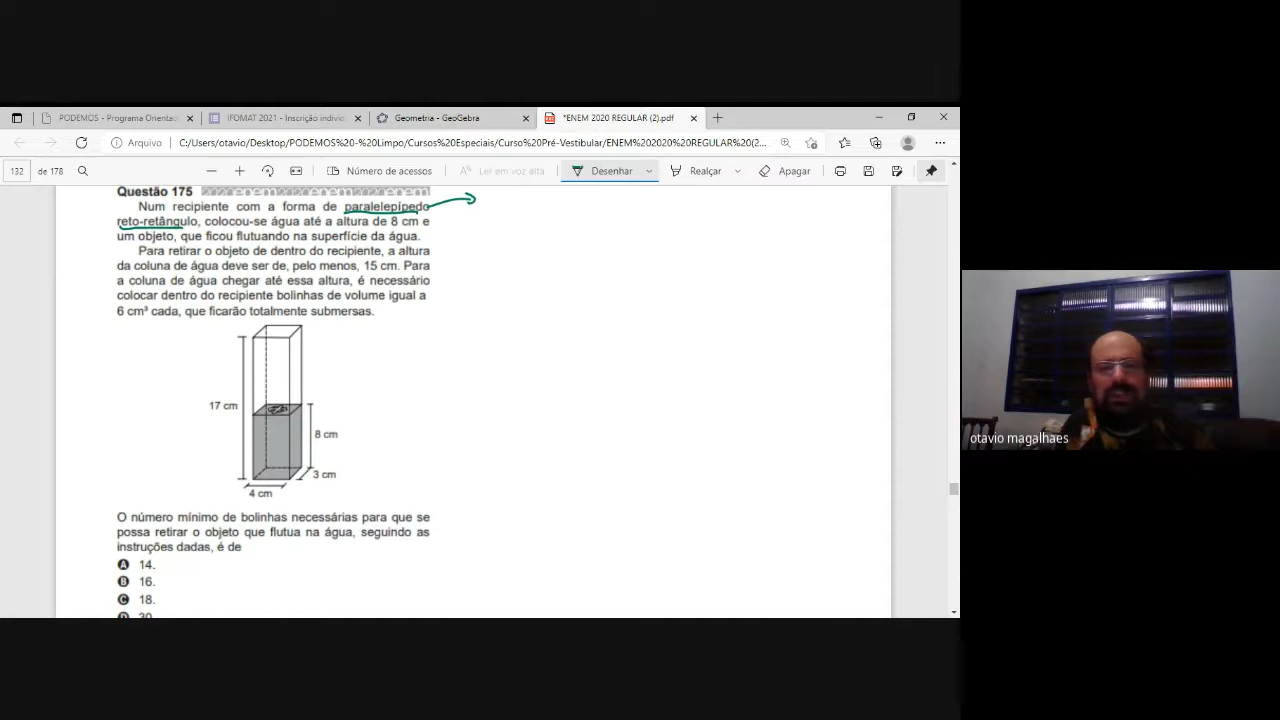 PODEMOS - Programa Orientad
IFOMAT 2021 - Inscrição individ
Geometria - GeoGebra
*ENEM 2020 REGULAR (2).pdf
Arquivo
C:/Users/otavio/Desktop/PODEMOS%20-%20Limpo/Cursos%20Especiais/Curso%20Pré-Vestibular/ENEM%202020%20REGULAR%20(2...
132
de 178
Número de acessos
Ler em voz alta
Desenhar
Realçar
Apagar
Questão 175
enem enem enem
Num recipiente com a forma de paralelepípedo
reto-retângulo, colocou-se água até a altura de 8 cm e
um objeto, que ficou flutuando na superfície da água.
Para retirar o objeto de dentro do recipiente, a altura
da coluna de água deve ser de, pelo menos, 15 cm. Para
a coluna de água chegar até essa altura, é necessário
colocar dentro do recipiente bolinhas de volume igual a
6 cm³ cada, que ficarão totalmente submersas.
17 cm
8 cm
3 cm
4 cm
O número mínimo de bolinhas necessárias para que se
possa retirar o objeto que flutua na água, seguindo as
instruções dadas, é de
A 14.
B 16.
C 18.
D 30.
otavio magalhaes